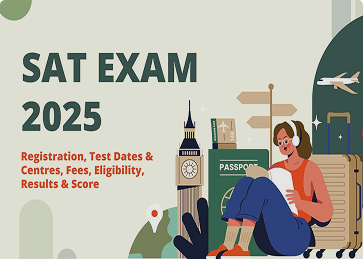 SAT EXAM
2025
Registration, Test Dates &
Centres, Fees, Eligibility,
Results & Score
PASSPORT